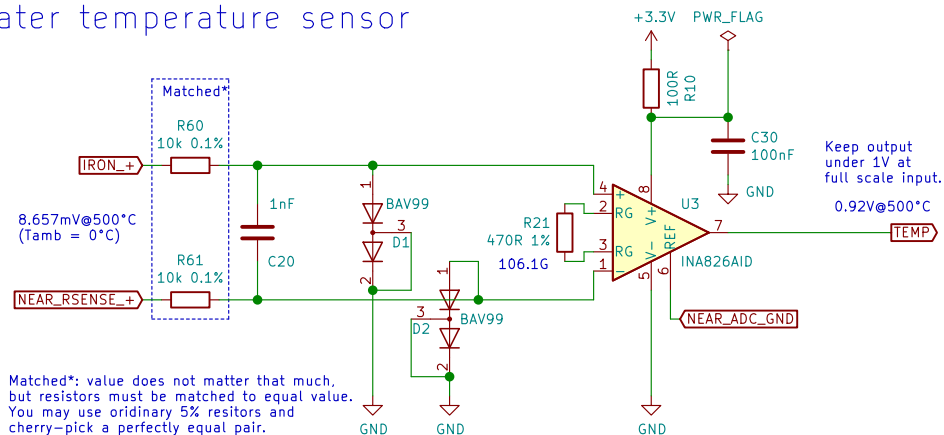 ater temperature sensor
+3.3V
PWR_FLAG
Matched*
100R
R10
R60
10k 0.1%
C30
100nF
Keep output
under 1V at
full scale input.
IRON_+
1
4
+
8
GND
1nF
BAV99
2
RG
V+
U3
0.92V@500°C
8.657mV@500°C
(Tamb = 0°C)
3
R21
470R 1%
7
TEMP
D1
3
RG
V-
REF
C20
106.1G
INA826AID
R61
10k 0.1%
2
1
1
-
5
6
NEAR_RSENSE_+
3
D2
BAV99
NEAR_ADC_GND
2
Matched*: value does not matter that much,
but resistors must be matched to equal value.
You may use oridinary 5% resitors and
cherry-pick a perfectly equal pair.
GND
GND
GND